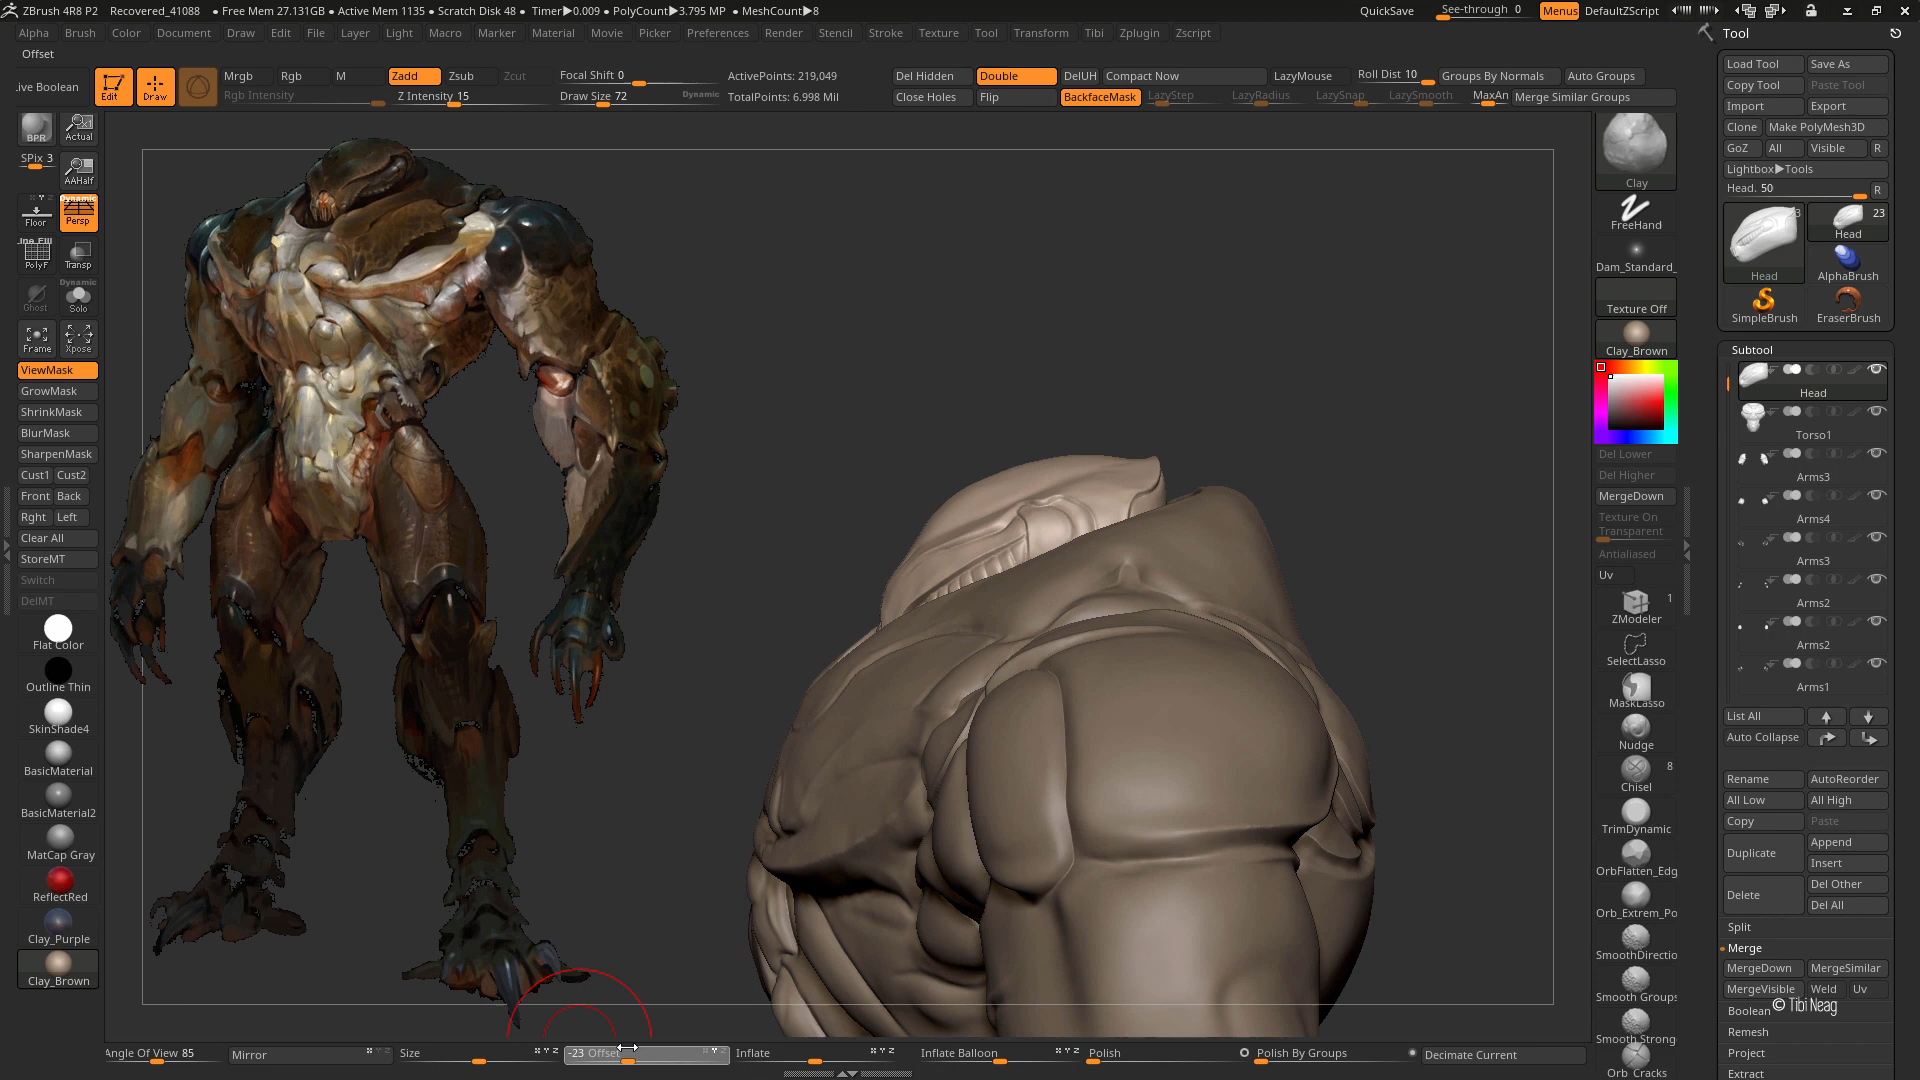 ZBrush 4R8 P2 Recovered_41088 • Free Mem 27.131GB • Active Mem 1135 • Scratch Disk 48 • Timer▶0.009 • PolyCount▶3.795 MP • MeshCount▶8 QuickSave See-through 0 Menus DefaultZScript
Alpha Brush Color Document Draw Edit File Layer Light Macro Marker Material Movie Picker Preferences Render Stencil Stroke Texture Tool Transform Tibi Zplugin Zscript
Tool
Offset
.ive Boolean
Edit
Draw
Mrgb Rgb M Zadd Zsub Zcut
Rgb Intensity Z Intensity 15
Focal Shift 0
Draw Size 72 Dynamic
ActivePoints: 219,049
TotalPoints: 6.998 Mil
Del Hidden Double DelUH Compact Now LazyMouse Roll Dist 10 Groups By Normals Auto Groups
Close Holes Flip BackfaceMask LazyStep LazyRadius LazySnap LazySmooth MaxAn Merge Similar Groups
BPR
Actual
SPix 3
AAHalf
Floor
Dynamic
Persp
.ine Fill
PolyF
Transp
Ghost
Dynamic
Solo
Frame
Xpose
ViewMask
GrowMask
ShrinkMask
BlurMask
SharpenMask
Cust1 Cust2
Front Back
Rght Left
Clear All
StoreMT
Switch
DelMT
Flat Color
Outline Thin
SkinShade4
BasicMaterial
BasicMaterial2
MatCap Gray
ReflectRed
Clay_Purple
Clay_Brown
Clay
FreeHand
Dam_Standard_
Texture Off
Clay_Brown
Del Lower
Del Higher
MergeDown
Texture On
Transparent
Antialiased
Uv
1
ZModeler
SelectLasso
MaskLasso
Nudge
8
Chisel
TrimDynamic
OrbFlatten_Edg
Orb_Extrem_Po
SmoothDirectio
Smooth Groups
Smooth Strong
Orb_Cracks
Load Tool Save As
Copy Tool Paste Tool
Import Export
Clone Make PolyMesh3D
GoZ All Visible R
Lightbox▶Tools
Head. 50 R
23
Head
Head
AlphaBrush
SimpleBrush
EraserBrush
Subtool
Head
Torso1
Arms3
Arms4
Arms3
Arms2
Arms2
Arms1
List All
Auto Collapse
Rename AutoReorder
All Low All High
Copy Paste
Duplicate
Append
Insert
Delete
Del Other
Del All
Split
Merge
MergeDown MergeSimilar
MergeVisible Weld Uv
Boolean
© Tibi Neag
Remesh
Project
Extract
Angle Of View 85 Mirror Size -23 Offset Inflate Inflate Balloon Polish Polish By Groups Decimate Current